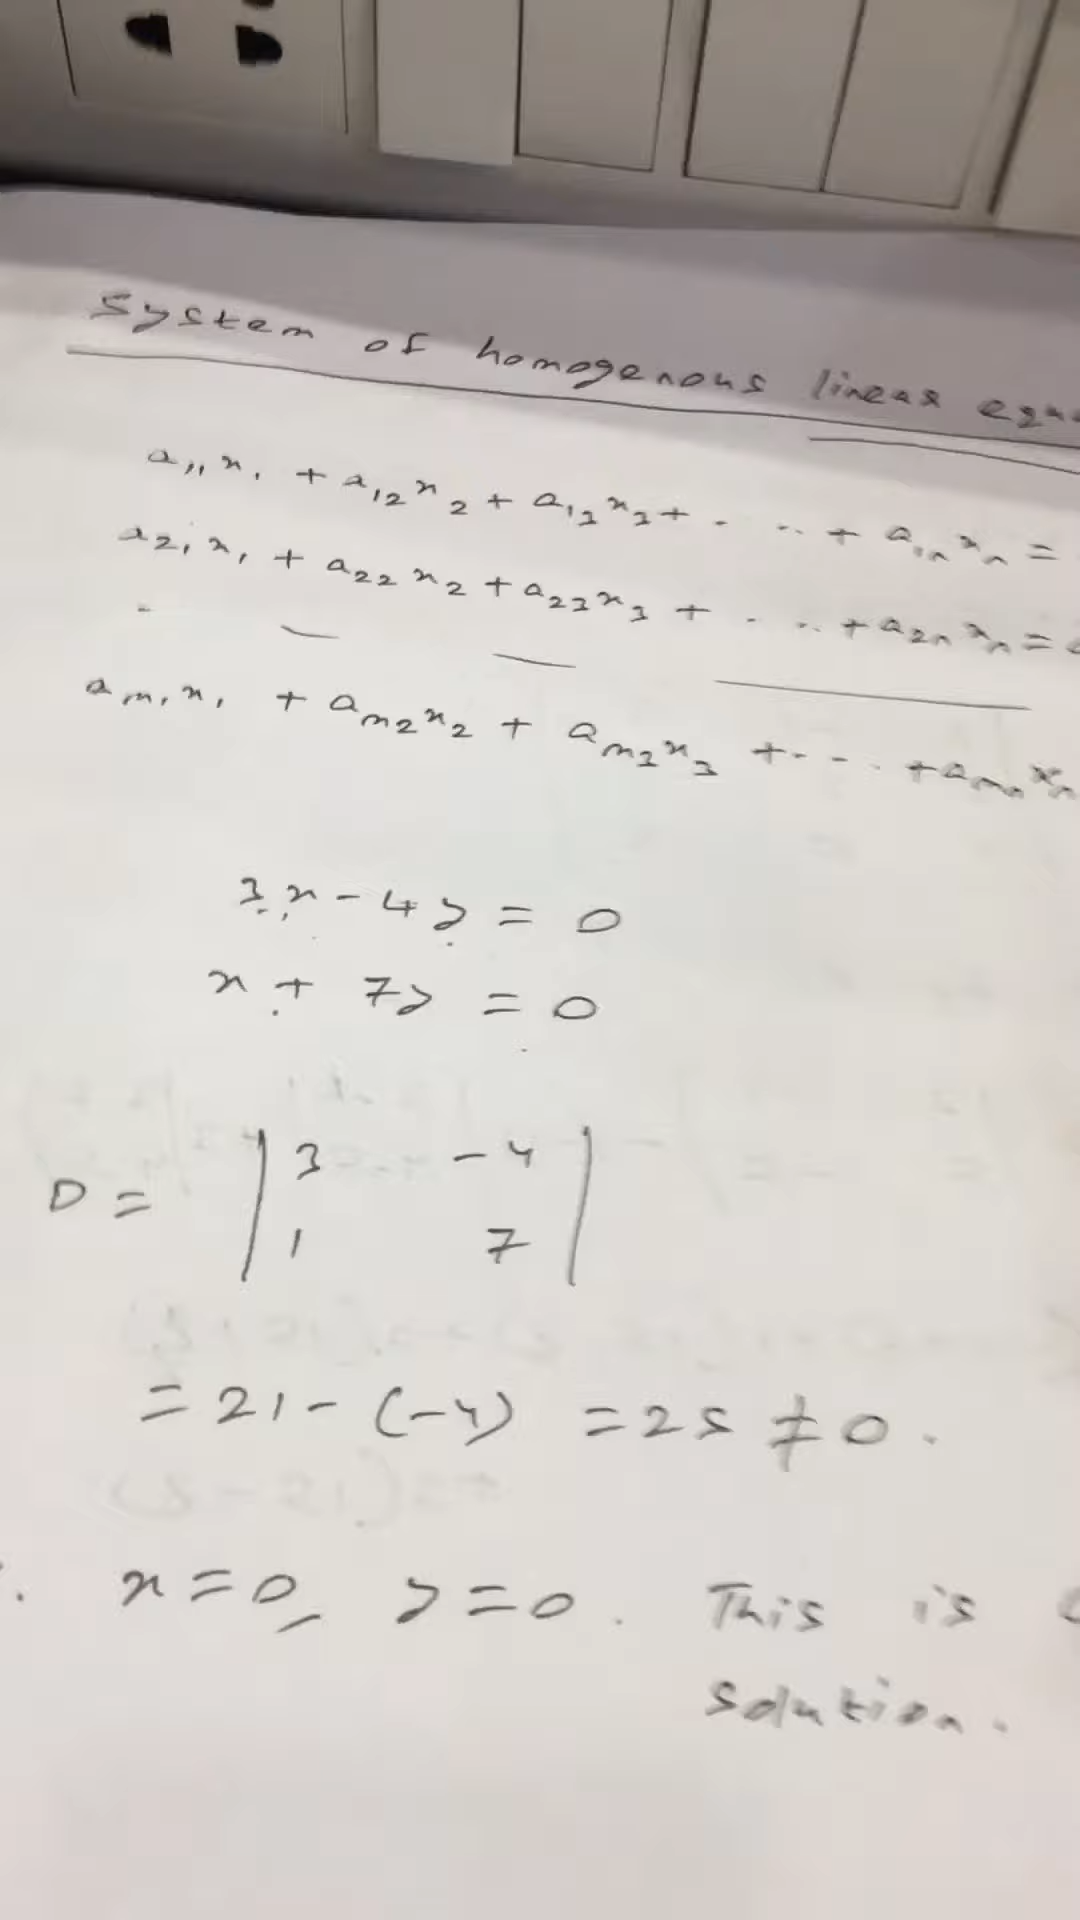 System of homogenous linear
a₁₁x₁ + a₁₂x₂ + a₁₃x₃ + . . . . + a₁ₙxₙ =
a₂₁x₁ + a₂₂x₂ + a₂₃x₃ + . . . . + a₂ₙxₙ =
aₘ₁x₁ + aₘ₂x₂ + aₘ₃x₃ + . . . . + aₘₙxₙ
3x - 4y = 0
x + 7y = 0
D = | 3 -4 |
| 1 7 |
= 21 - (-4) = 25 ≠ 0.
x = 0, y = 0. This is
solution.